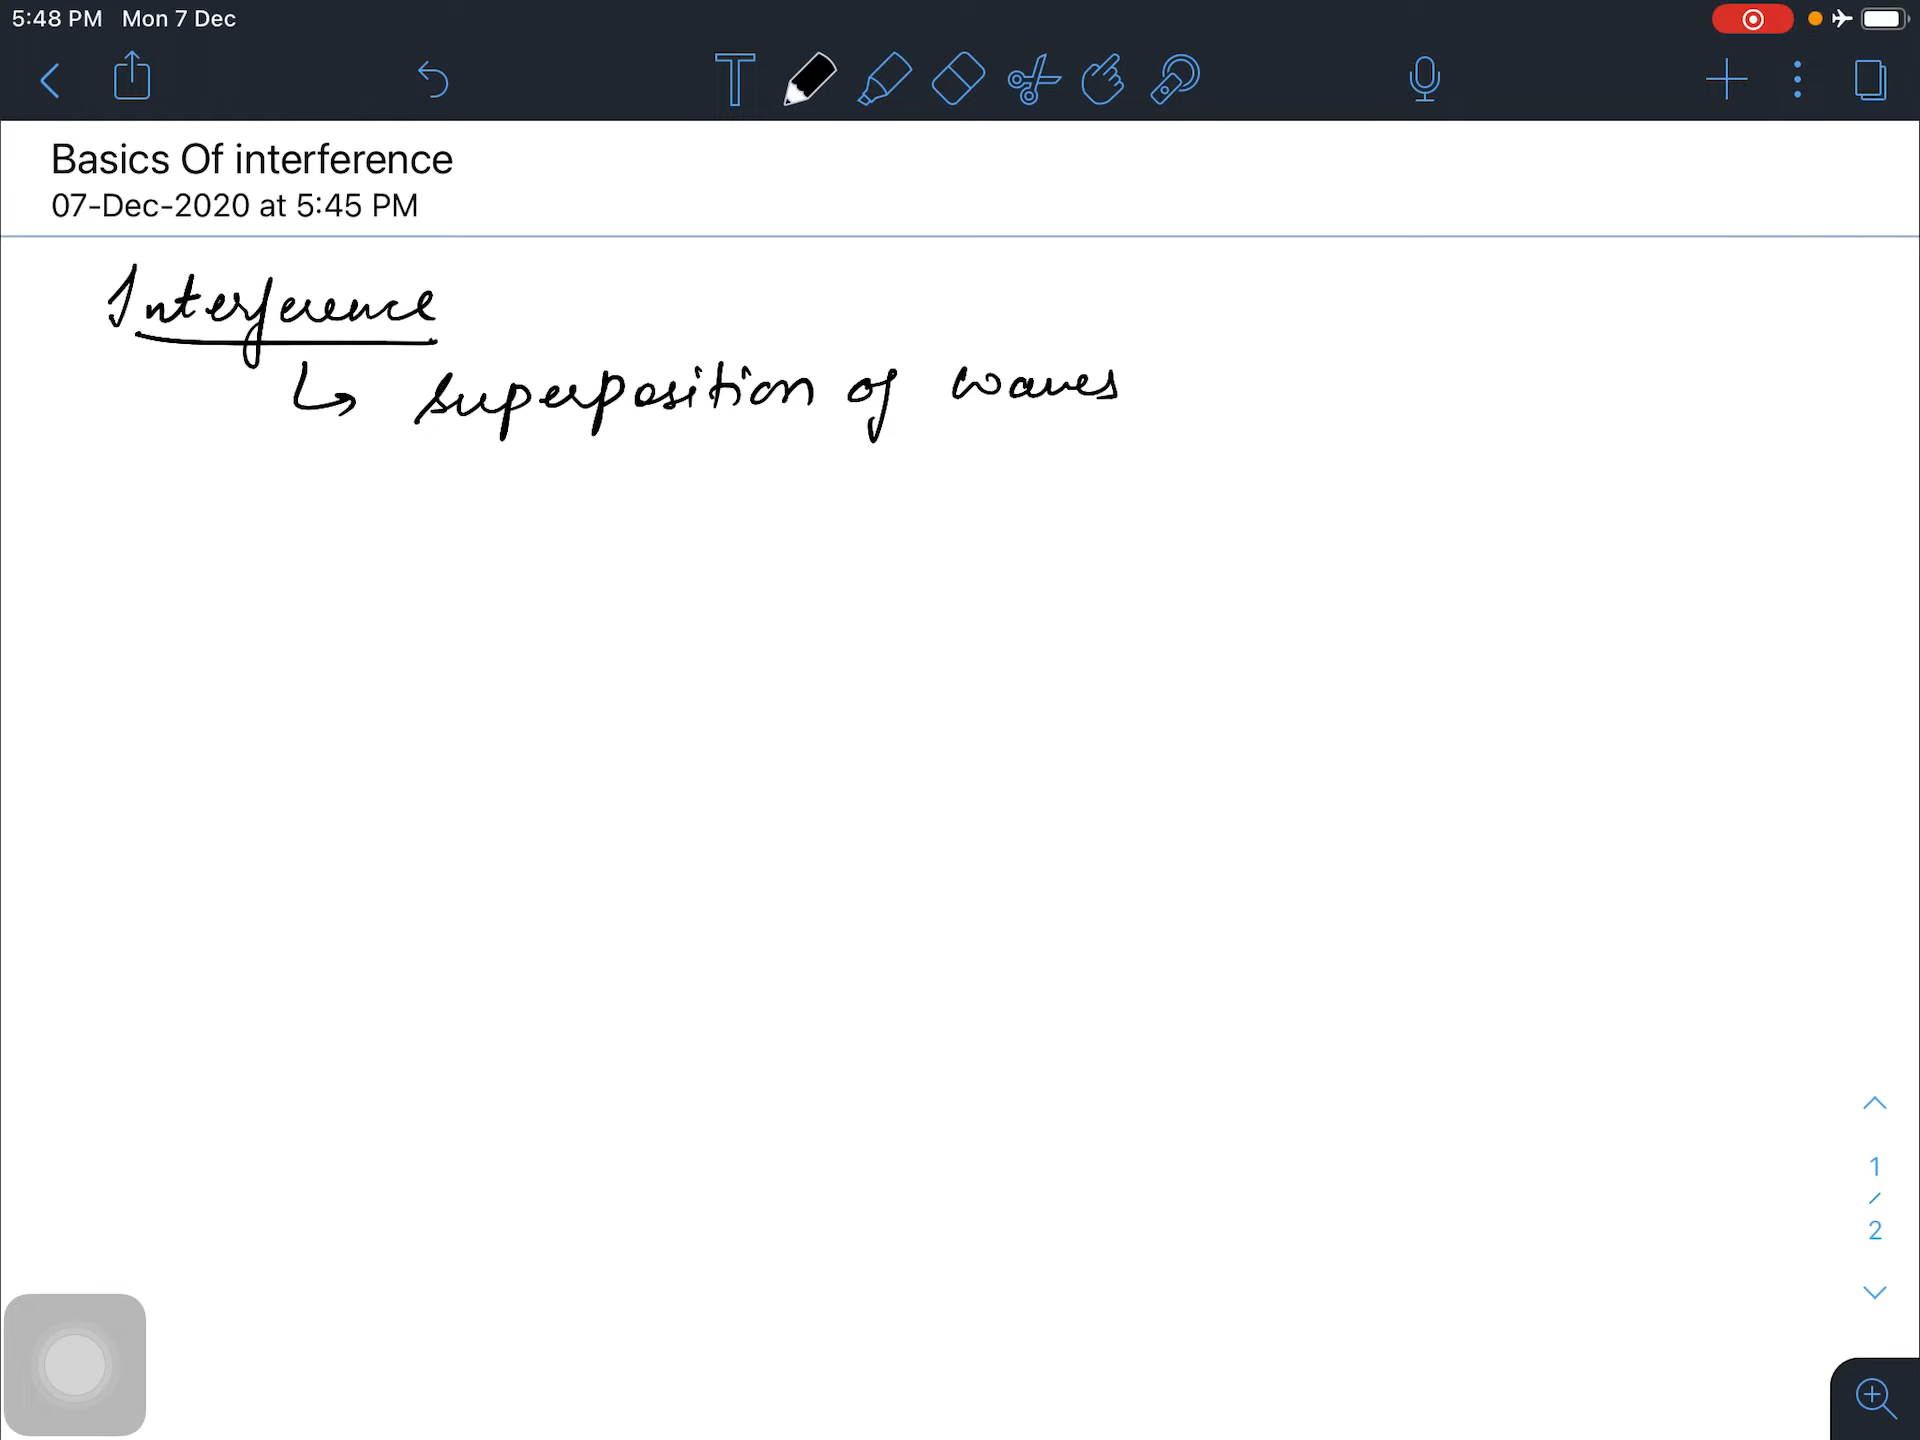 5:48 PM Mon 7 Dec
Basics Of interference
07-Dec-2020 at 5:45 PM
Interference
↳ superposition of waves
1
/
2